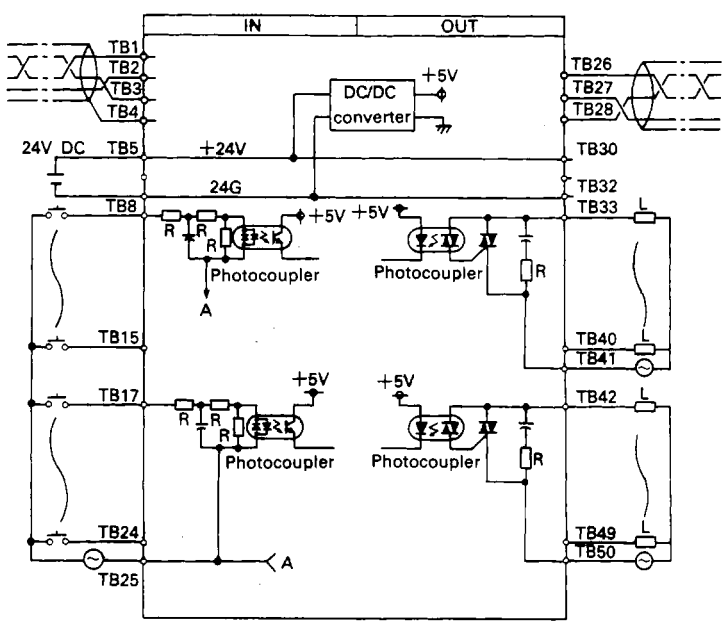 IN OUT
TB1
TB2
TB3
TB4
TB26
TB27
TB28
DC/DC
converter
+5V
24V DC TB5 +24V TB30
24G TB32
TB8 R R R +5V
Photocoupler
A
+5V TB33 L
Photocoupler
R
TB15
TB40 L
TB41
TB17 R R R +5V
Photocoupler
+5V TB42 L
Photocoupler
R
TB24
TB49 L
TB50
TB25
A